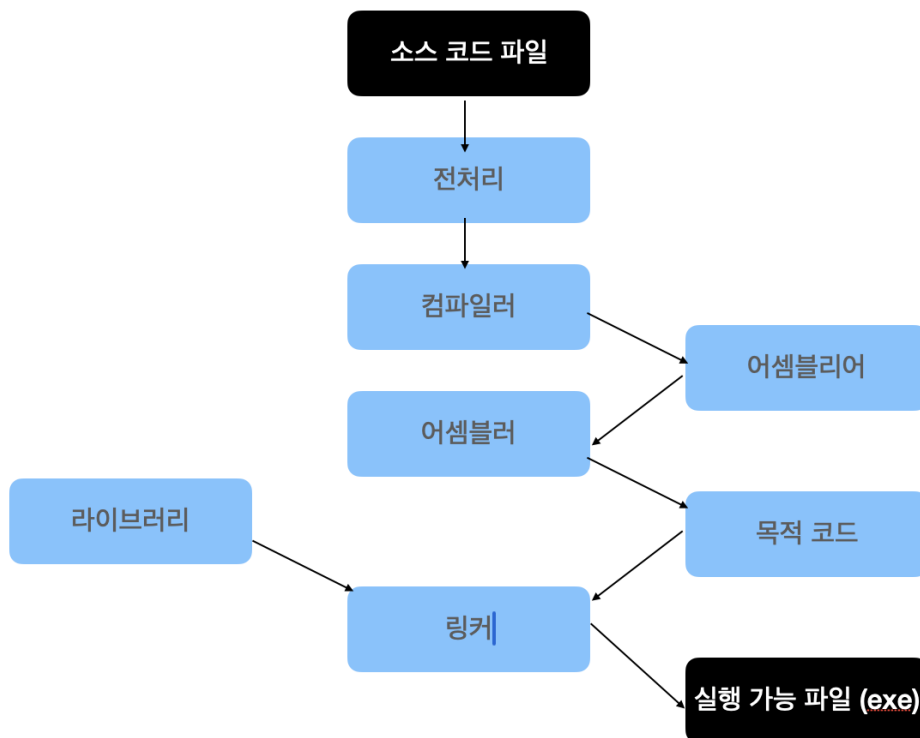 소스 코드 파일
전처리
컴파일러
어셈블리어
어셈블러
라이브러리
목적 코드
링커
실행 가능 파일 (exe)